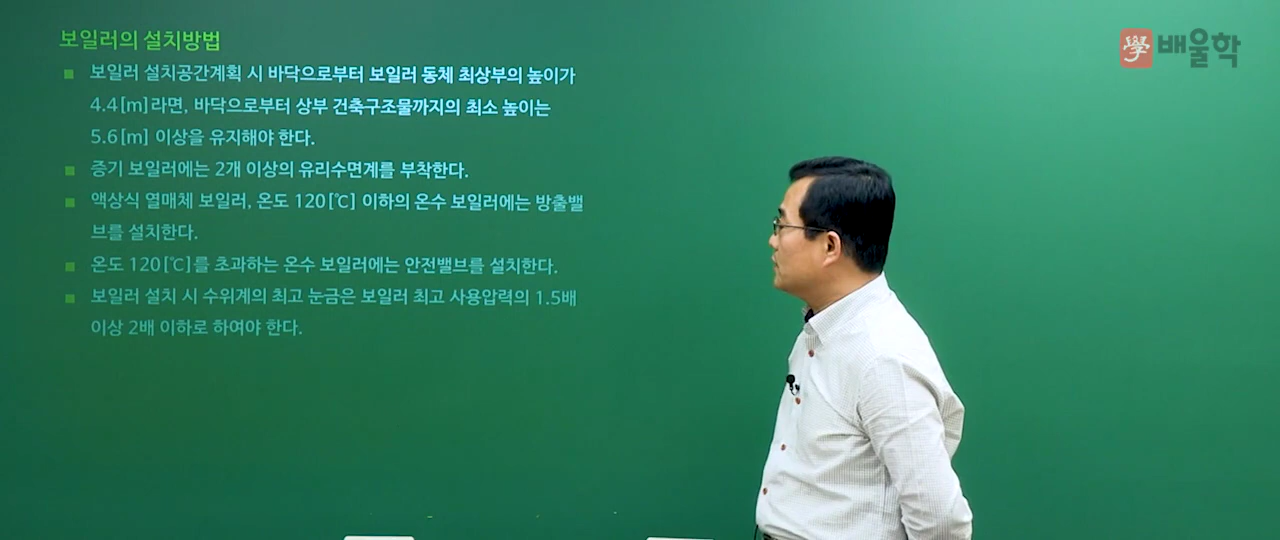 보일러의 설치방법
學 배울학
보일러 설치공간계획 시 바닥으로부터 보일러 동체 최상부의 높이가
4.4[m]라면, 바닥으로부터 상부 건축구조물까지의 최소 높이는
5.6[m] 이상을 유지해야 한다.
증기 보일러에는 2개 이상의 유리수면계를 부착한다.
액상식 열매체 보일러, 온도 120[℃] 이하의 온수 보일러에는 방출밸
브를 설치한다.
온도 120[℃]를 초과하는 온수 보일러에는 안전밸브를 설치한다.
보일러 설치 시 수위계의 최고 눈금은 보일러 최고 사용압력의 1.5배
이상 2배 이하로 하여야 한다.